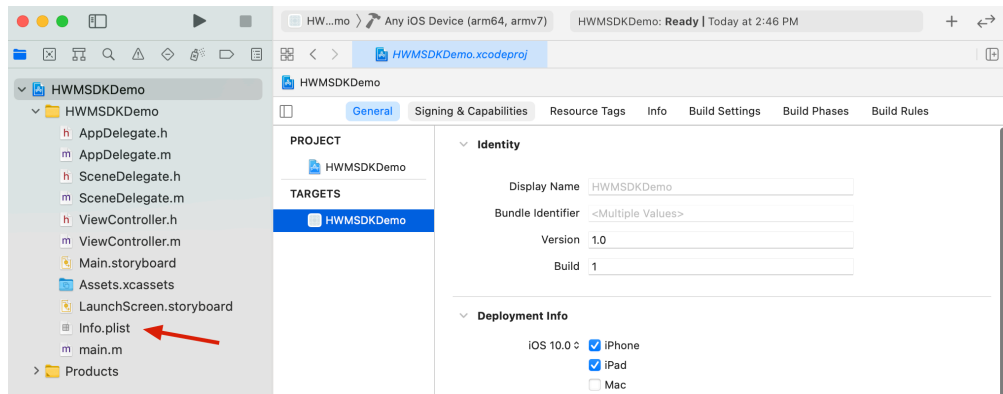 HW...mo 〉 Any iOS Device (arm64, armv7)
HWMSDKDemo: Ready | Today at 2:46 PM
HWMSDKDemo.xcodeproj
HWMSDKDemo
HWMSDKDemo
h AppDelegate.h
m AppDelegate.m
h SceneDelegate.h
m SceneDelegate.m
h ViewController.h
m ViewController.m
Main.storyboard
Assets.xcassets
LaunchScreen.storyboard
Info.plist
m main.m
Products
HWMSDKDemo
General Signing & Capabilities Resource Tags Info Build Settings Build Phases Build Rules
PROJECT
HWMSDKDemo
TARGETS
HWMSDKDemo
Identity
Display Name HWMSDKDemo
Bundle Identifier <Multiple Values>
Version 1.0
Build 1
Deployment Info
iOS 10.0 iPhone
iPad
Mac